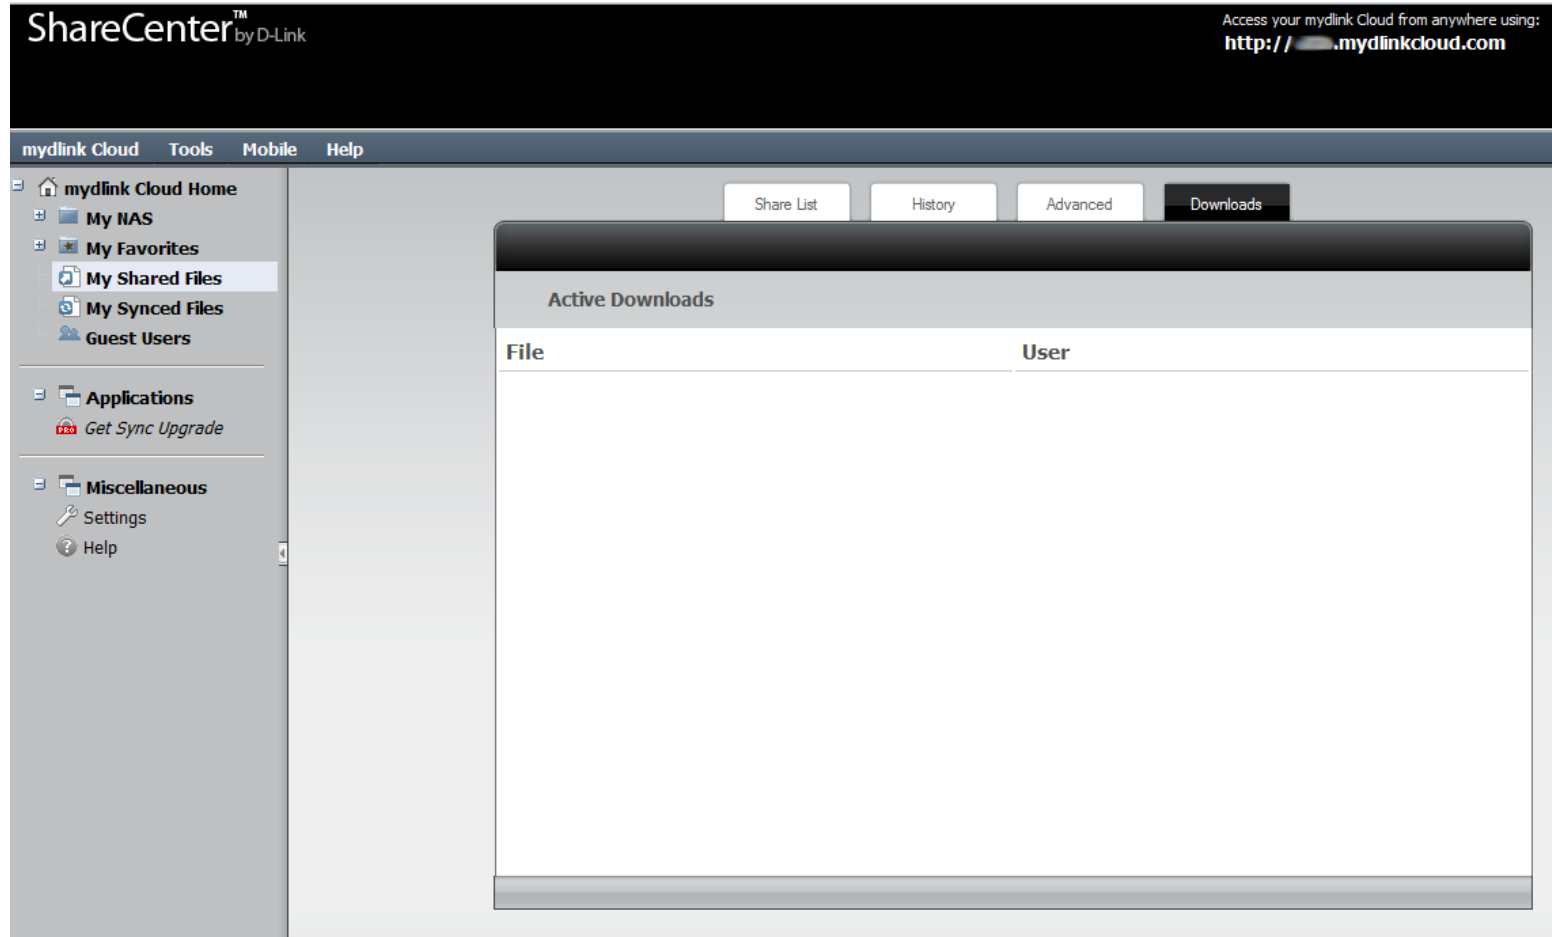 ShareCenter™ by D-Link
Access your mydlink Cloud from anywhere using:
http:// .mydlinkcloud.com
mydlink Cloud Tools Mobile Help
mydlink Cloud Home
My NAS
My Favorites
My Shared Files
My Synced Files
Guest Users
Applications
PRO Get Sync Upgrade
Miscellaneous
Settings
? Help
Share List History Advanced Downloads
Active Downloads
File User